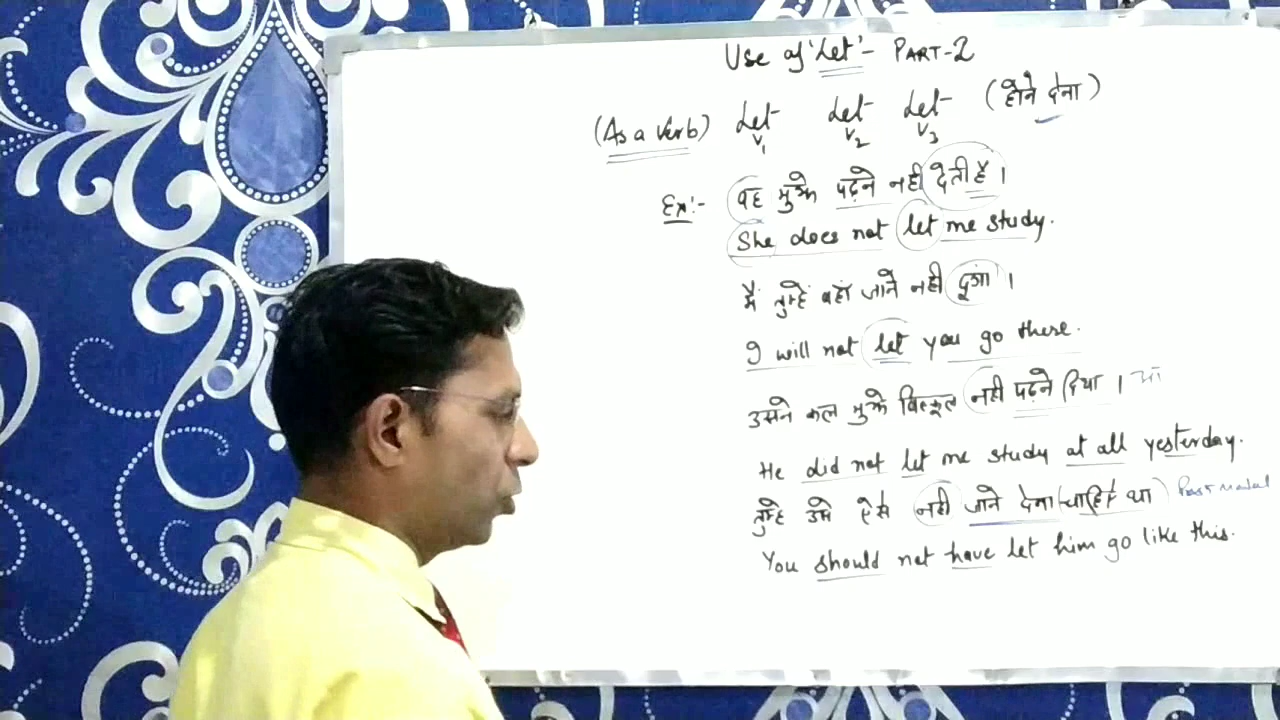 Use of 'Let' - PART-2
(As a verb) Let Let Let (होने देना)
V1 V2 V3
Ex:- वह मुझे पढ़ने नही देती है।
She does not let me study.
मैं तुम्हें वहाँ जाने नही दूंगा।
I will not let you go there.
उसने कल मुझे बिल्कुल नही पढ़ने दिया।
He did not let me study at all yesterday.
तुम्हे उसे ऐसे नही जाने देना चाहिए था Past modal
You should not have let him go like this.